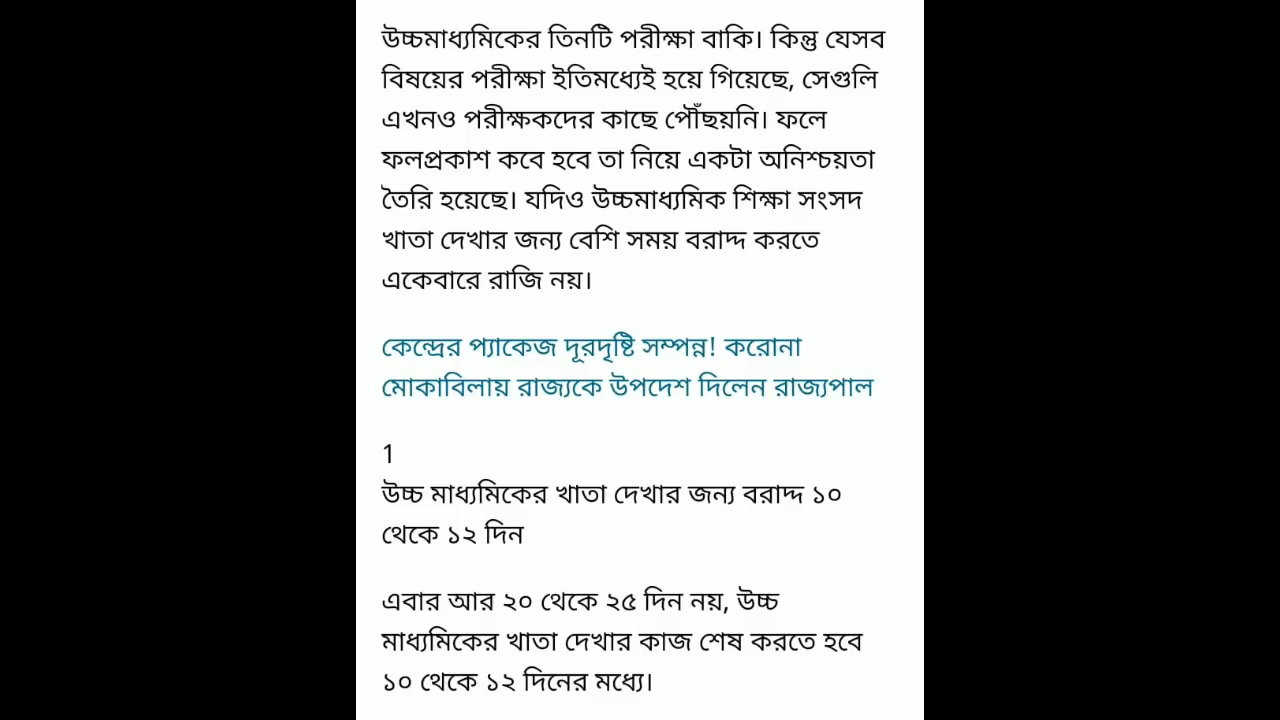 উচ্চমাধ্যমিকের তিনটি পরীক্ষা বাকি। কিন্তু যেসব
বিষয়ের পরীক্ষা ইতিমধ্যেই হয়ে গিয়েছে, সেগুলি
এখনও পরীক্ষকদের কাছে পৌঁছয়নি। ফলে
ফলপ্রকাশ কবে হবে তা নিয়ে একটা অনিশ্চয়তা
তৈরি হয়েছে। যদিও উচ্চমাধ্যমিক শিক্ষা সংসদ
খাতা দেখার জন্য বেশি সময় বরাদ্দ করতে
একেবারে রাজি নয়।
কেন্দ্রের প্যাকেজ দূরদৃষ্টি সম্পন্ন! করোনা
মোকাবিলায় রাজ্যকে উপদেশ দিলেন রাজ্যপাল
1
উচ্চ মাধ্যমিকের খাতা দেখার জন্য বরাদ্দ ১০
থেকে ১২ দিন
এবার আর ২০ থেকে ২৫ দিন নয়, উচ্চ
মাধ্যমিকের খাতা দেখার কাজ শেষ করতে হবে
১০ থেকে ১২ দিনের মধ্যে।